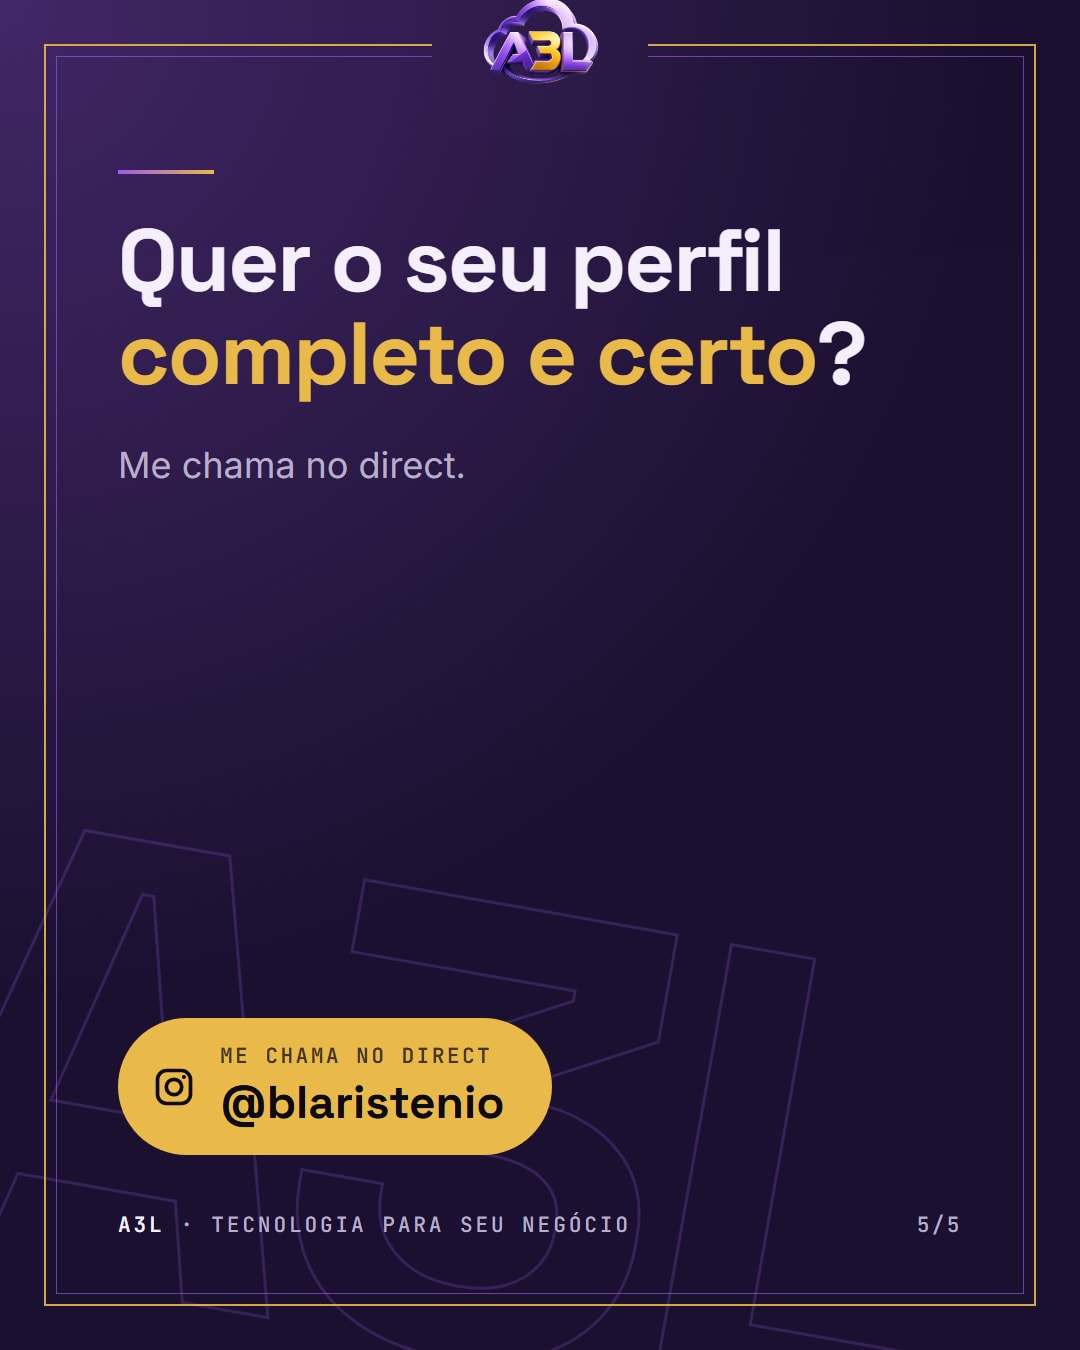 A3L
Quer o seu perfil
completo e certo?
Me chama no direct.
A3L
ME CHAMA NO DIRECT
@blaristenio
A3L · TECNOLOGIA PARA SEU NEGÓCIO
5/5